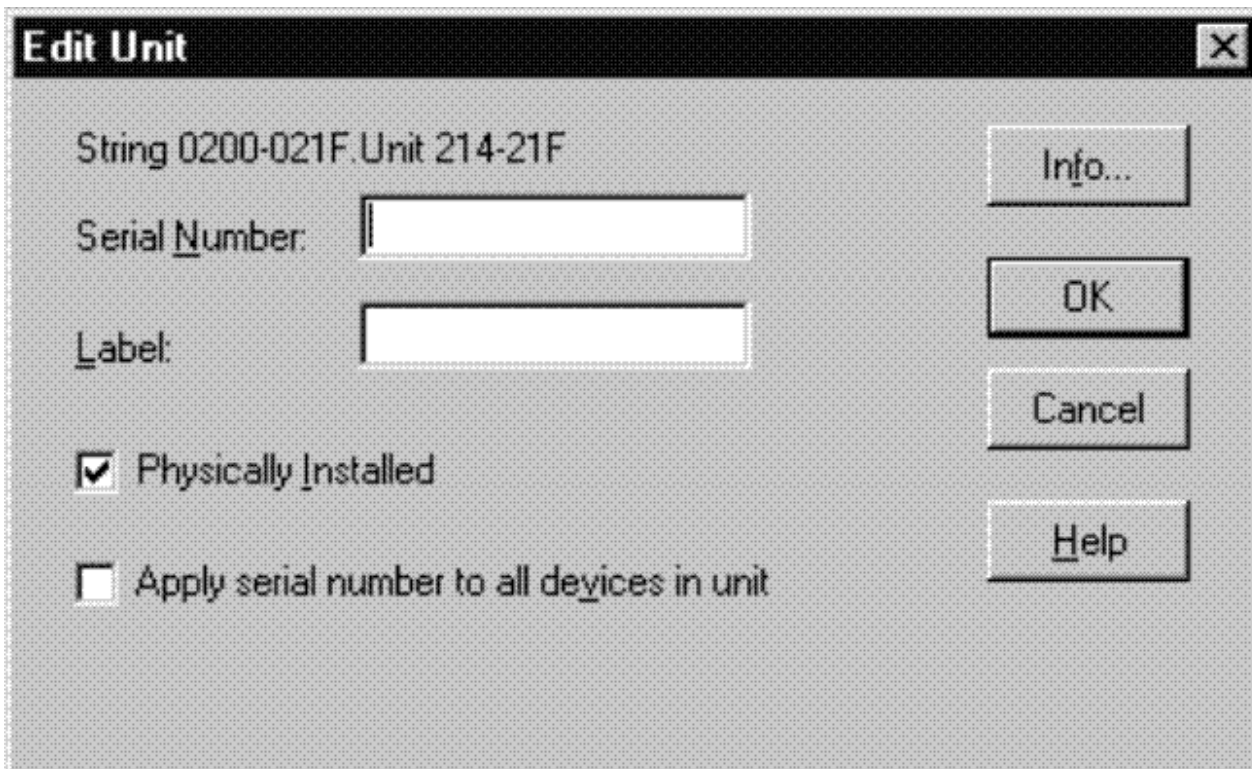 Edit Unit
String 0200-021F.Unit 214-21F
Info...
Serial Number:
OK
Label:
Cancel
Physically Installed
Help
Apply serial number to all devices in unit